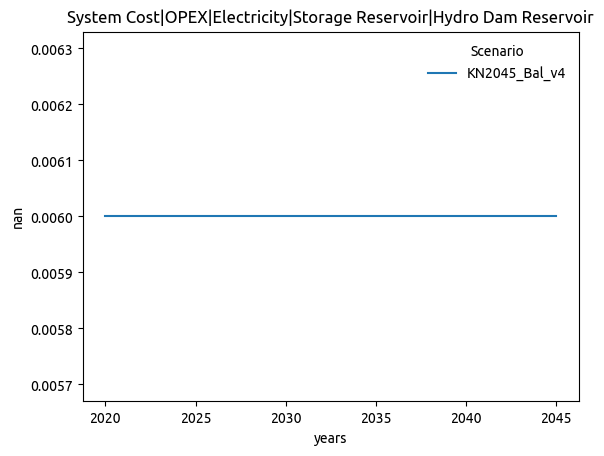 System Cost|OPEX|Electricity|Storage Reservoir|Hydro Dam Reservoir
Scenario
KN2045_Bal_v4
0.0063
0.0062
0.0061
0.0060
0.0059
0.0058
0.0057
nan
2020 2025 2030 2035 2040 2045
years